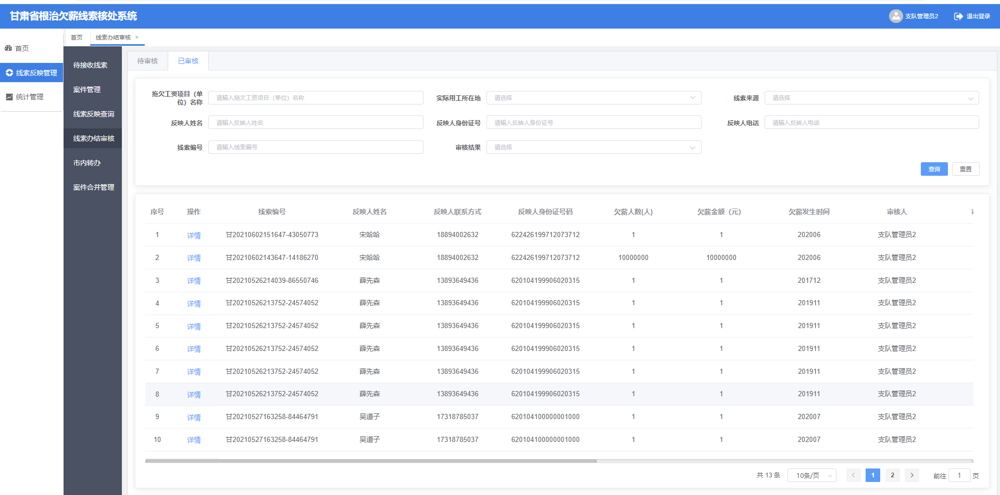 甘肃省根治欠薪线索核处系统
支队管理员2 退出登录
首页 线索办结审核 ×
首页
线索反映管理
统计管理
待接收线索
案件管理
线索反映查询
线索办结审核
市内转办
案件合并管理
待审核 已审核
拖欠工资项目（单
位）名称 请输入拖欠工资项目（单位）名称 实际用工所在地 请选择 线索来源 请选择
反映人姓名 请输入反映人姓名 反映人身份证号 请输入反映人身份证号 反映人电话 请输入反映人电话
线索编号 请输入线索编号 审核结果 请选择
查询 重置
序号 操作 线索编号 反映人姓名 反映人联系方式 反映人身份证号码 欠薪人数(人) 欠薪金额（元） 欠薪发生时间 审核人
1 详情 甘20210602151647-43050773 宋哈哈 18894002632 622426199712073712 1 1 202006 支队管理员2
2 详情 甘20210602143647-14186270 宋哈哈 18894002632 622426199712073712 10000000 10000000 202006 支队管理员2
3 详情 甘20210526214039-86550746 薛先森 13893649436 620104199906020315 1 1 201712 支队管理员2
4 详情 甘20210526213752-24574052 薛先森 13893649436 620104199906020315 1 1 201911 支队管理员2
5 详情 甘20210526213752-24574052 薛先森 13893649436 620104199906020315 1 1 201911 支队管理员2
6 详情 甘20210526213752-24574052 薛先森 13893649436 620104199906020315 1 1 201911 支队管理员2
7 详情 甘20210526213752-24574052 薛先森 13893649436 620104199906020315 1 1 201911 支队管理员2
8 详情 甘20210526213752-24574052 薛先森 13893649436 620104199906020315 1 1 201911 支队管理员2
9 详情 甘20210527163258-84464791 吴道子 17318785037 620104100000001000 1 1 202007 支队管理员2
10 详情 甘20210527163258-84464791 吴道子 17318785037 620104100000001000 1 1 202007 支队管理员2
共 13 条 10条/页 1 2 前往 1 页